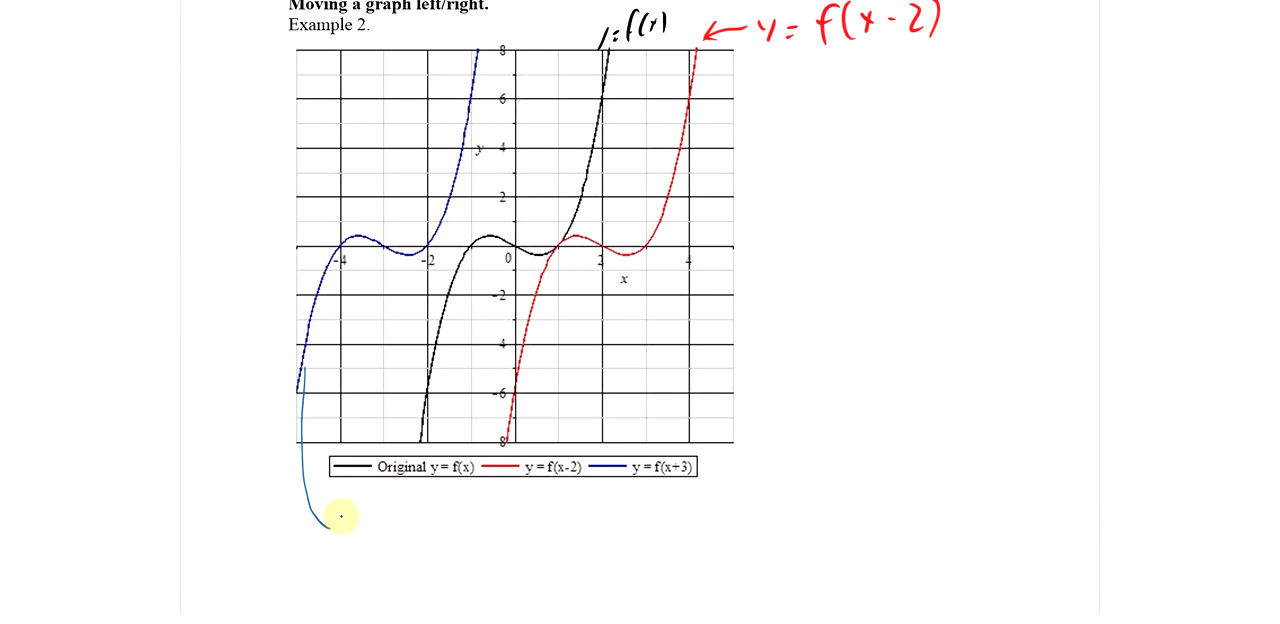 Moving a graph left/right.
Example 2.
y=f(x)
y = f(x - 2)
8
6
y 4
2
-4 -2 0 2 4
x
-2
4
-6
8
Original y = f(x) y = f(x-2) y = f(x+3)